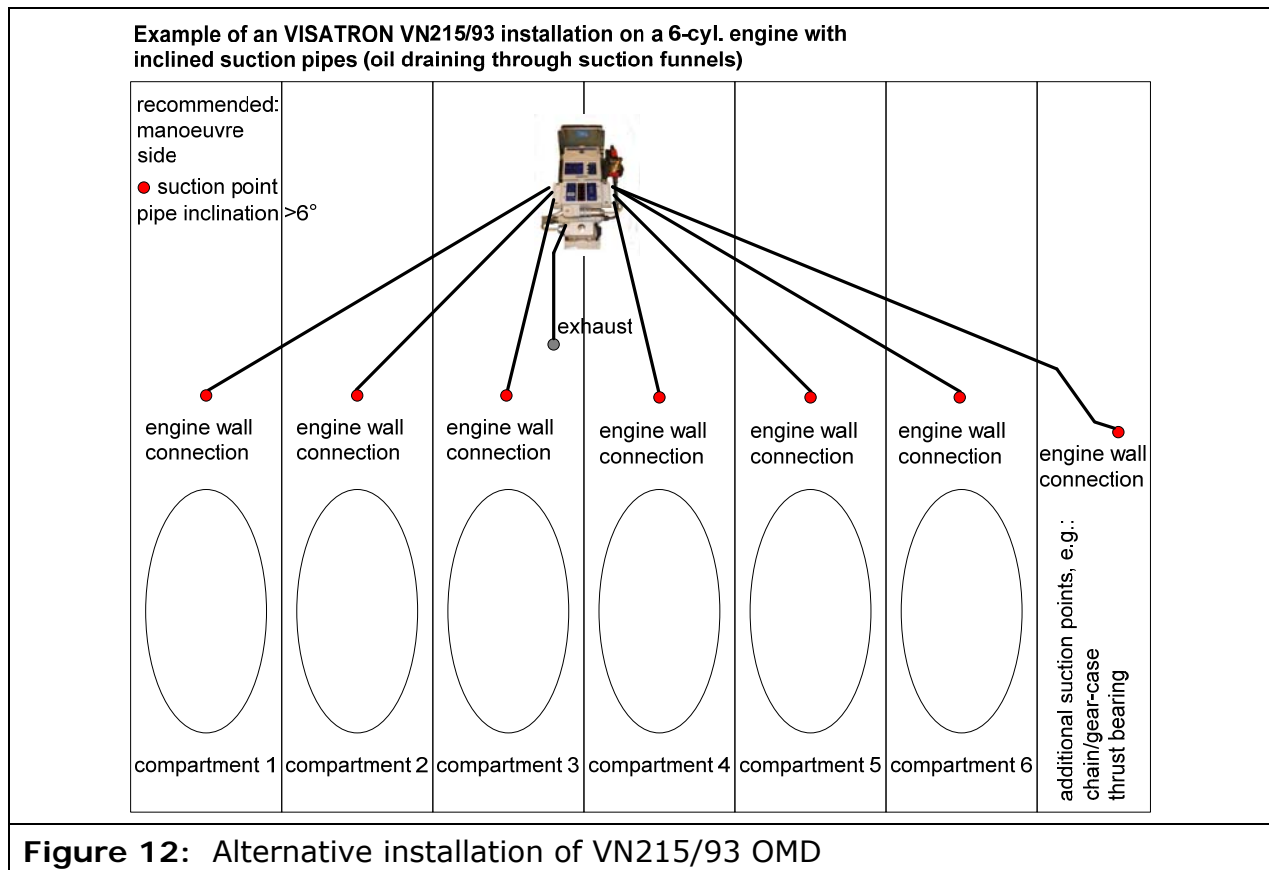 Example of an VISATRON VN215/93 installation on a 6-cyl. engine with
inclined suction pipes (oil draining through suction funnels)
recommended:
manoeuvre
side
suction point
pipe inclination >6°
exhaust
engine wall
connection
engine wall
connection
engine wall
connection
engine wall
connection
engine wall
connection
engine wall
connection
engine wall
connection
additional suction points, e.g.:
chain/gear-case
thrust bearing
compartment 1
compartment 2
compartment 3
compartment 4
compartment 5
compartment 6
Figure 12: Alternative installation of VN215/93 OMD